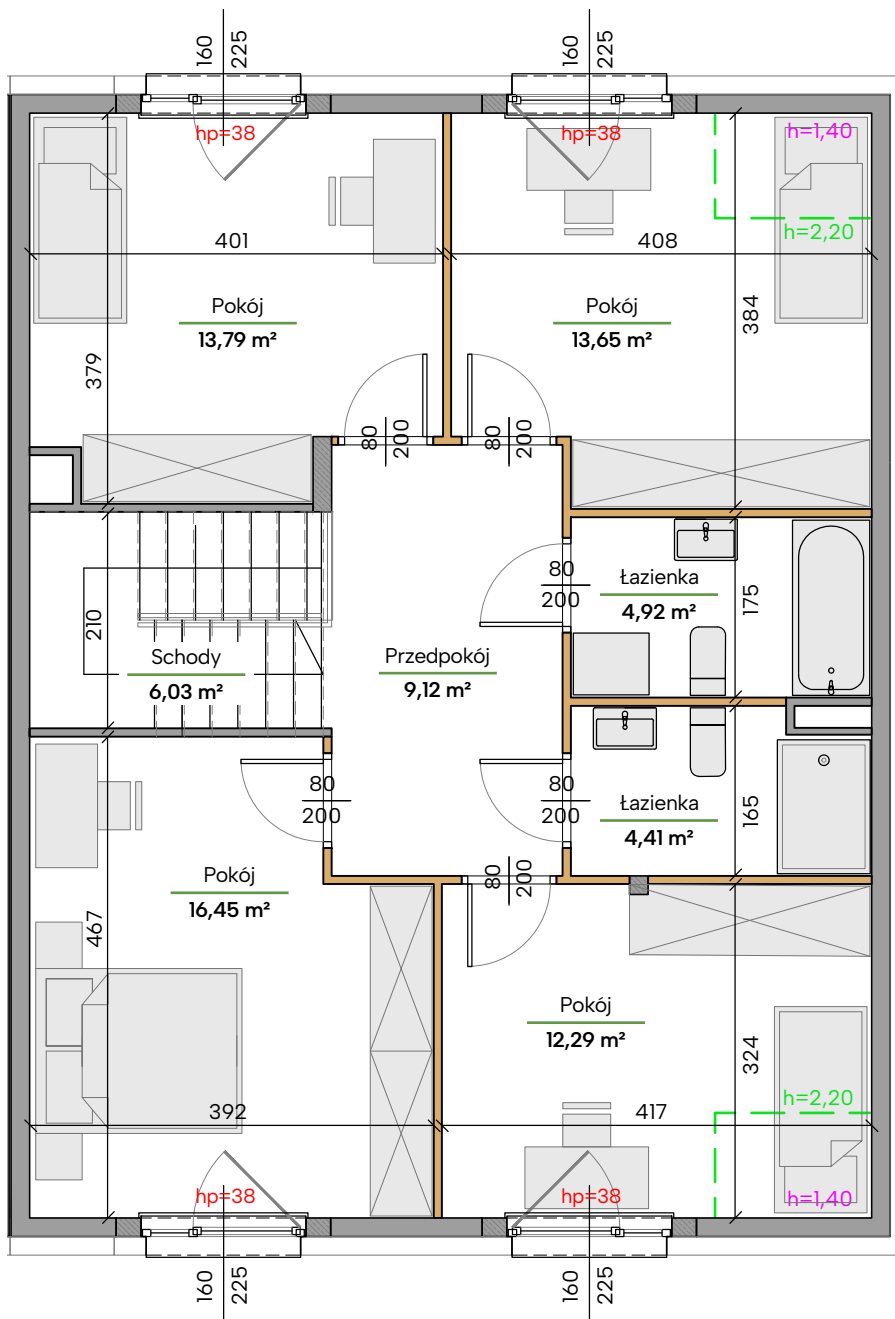 160
225
160
225
hp=38
hp=38
h=1,40
h=2,20
401
408
Pokój
13,79 m²
Pokój
13,65 m²
384
379
80
200
80
200
80
200
Łazienka
4,92 m²
175
210
Schody
6,03 m²
Przedpokój
9,12 m²
80
200
80
200
Łazienka
4,41 m²
165
80
200
Pokój
16,45 m²
467
Pokój
12,29 m²
324
h=2,20
392
417
hp=38
hp=38
h=1,40
160
225
160
225